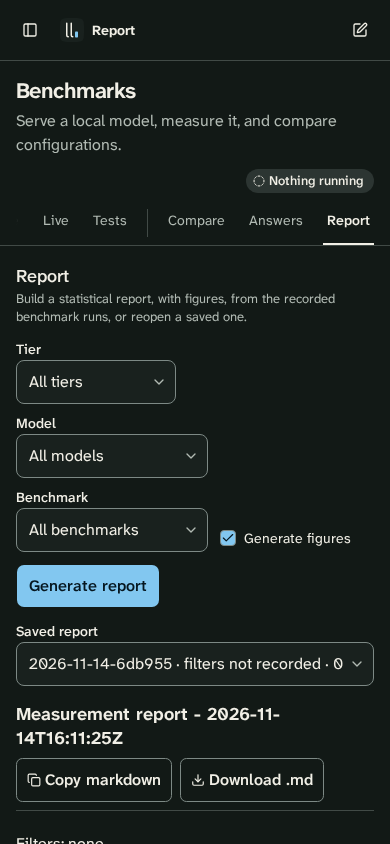 Report
Benchmarks
Serve a local model, measure it, and compare
configurations.
Nothing running
Live Tests Compare Answers Report
Report
Build a statistical report, with figures, from the recorded
benchmark runs, or reopen a saved one.
Tier
All tiers
Model
All models
Benchmark
All benchmarks
Generate figures
Generate report
Saved report
2026-11-14-6db955 · filters not recorded · 0
Measurement report - 2026-11-
14T16:11:25Z
Copy markdown Download .md
Filters: none